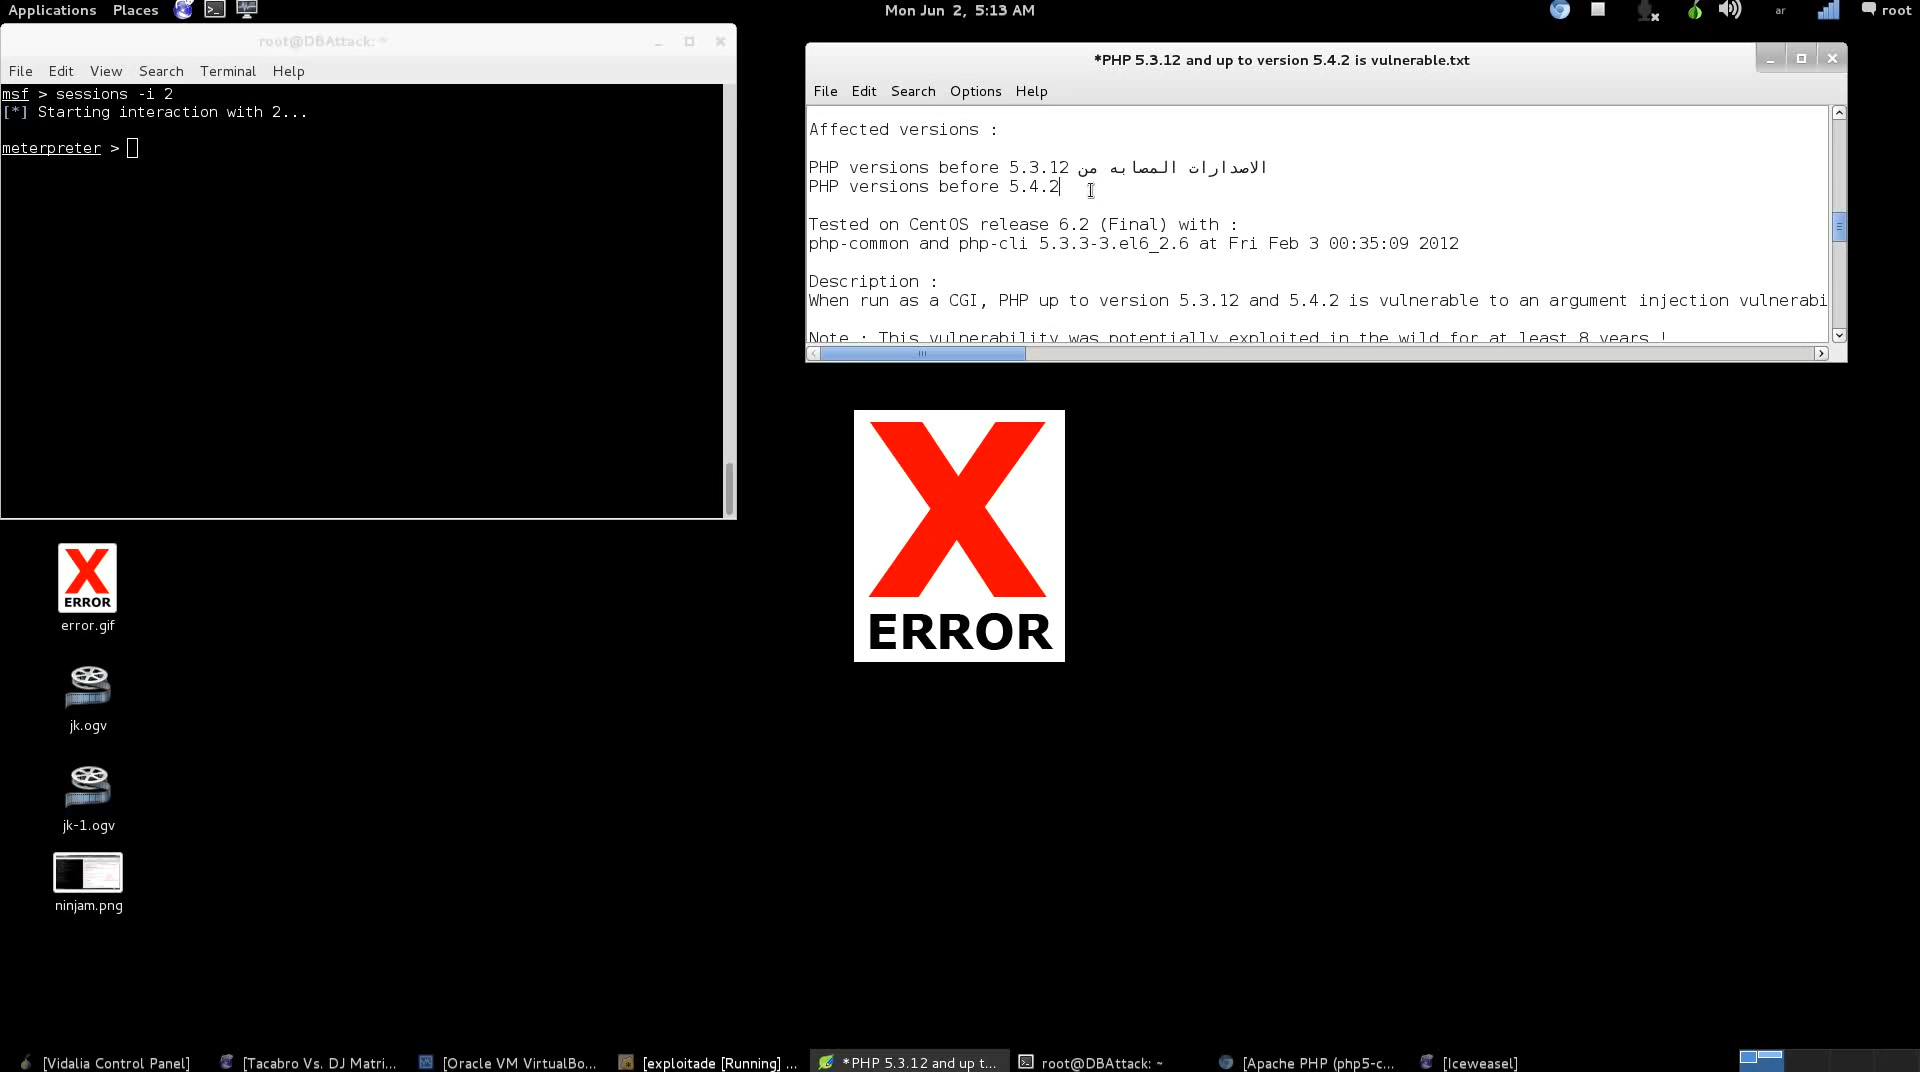 Applications Places
Mon Jun 2, 5:13 AM
ar
root
root@DBAttack: ~
File Edit View Search Terminal Help
msf > sessions -i 2
[*] Starting interaction with 2...
meterpreter >
*PHP 5.3.12 and up to version 5.4.2 is vulnerable.txt
File Edit Search Options Help
Affected versions :
PHP versions before 5.3.12 الاصدارات المصابه من
PHP versions before 5.4.2
Tested on CentOS release 6.2 (Final) with :
php-common and php-cli 5.3.3-3.el6_2.6 at Fri Feb 3 00:35:09 2012
Description :
When run as a CGI, PHP up to version 5.3.12 and 5.4.2 is vulnerable to an argument injection vulnerabi
Note : This vulnerability was potentially exploited in the wild for at least 8 years !
X
ERROR
X
ERROR
error.gif
jk.ogv
jk-1.ogv
ninjam.png
[Vidalia Control Panel]
[Tacabro Vs. DJ Matri...
[Oracle VM VirtualBo...
[exploitade [Running] ...
*PHP 5.3.12 and up t...
root@DBAttack: ~
[Apache PHP (php5-c...
[Iceweasel]